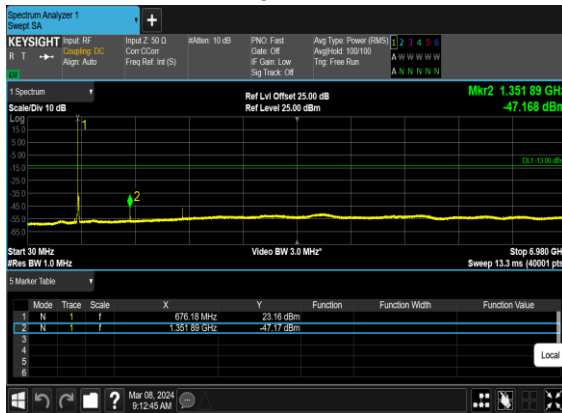 Spectrum Analyzer 1
Swept SA
+
KEYSIGHT Input: RF Input Z: 50 Ω #Atten: 10 dB PNO: Fast Avg Type: Power (RMS) 1 2 3 4 5 6
R T Coupling: DC Corr CCorr Gate: Off Avg|Hold: 100/100 A W W W W W
Align: Auto Freq Ref: Int (S) IF Gain: Low Trig: Free Run
Sig Track: Off A N N N N N
1 Spectrum Ref Lvl Offset 25.00 dB Mkr2 1.351 89 GHz
Scale/Div 10 dB Ref Level 25.00 dBm -47.168 dBm
Log
15.0
5.00
-5.00
-15.0
-25.0
-35.0
-45.0
-55.0
-65.0
1
2
DL1 -13.00 dBm
Start 30 MHz Video BW 3.0 MHz* Stop 6.980 GHz
#Res BW 1.0 MHz Sweep 13.3 ms (40001 pts)
5 Marker Table
Mode Trace Scale X Y Function Function Width Function Value
1 N 1 f 676.18 MHz 23.16 dBm
2 N 1 f 1.351 89 GHz -47.17 dBm
3
4
5
6
Local
? Mar 08, 2024
9:12:45 AM